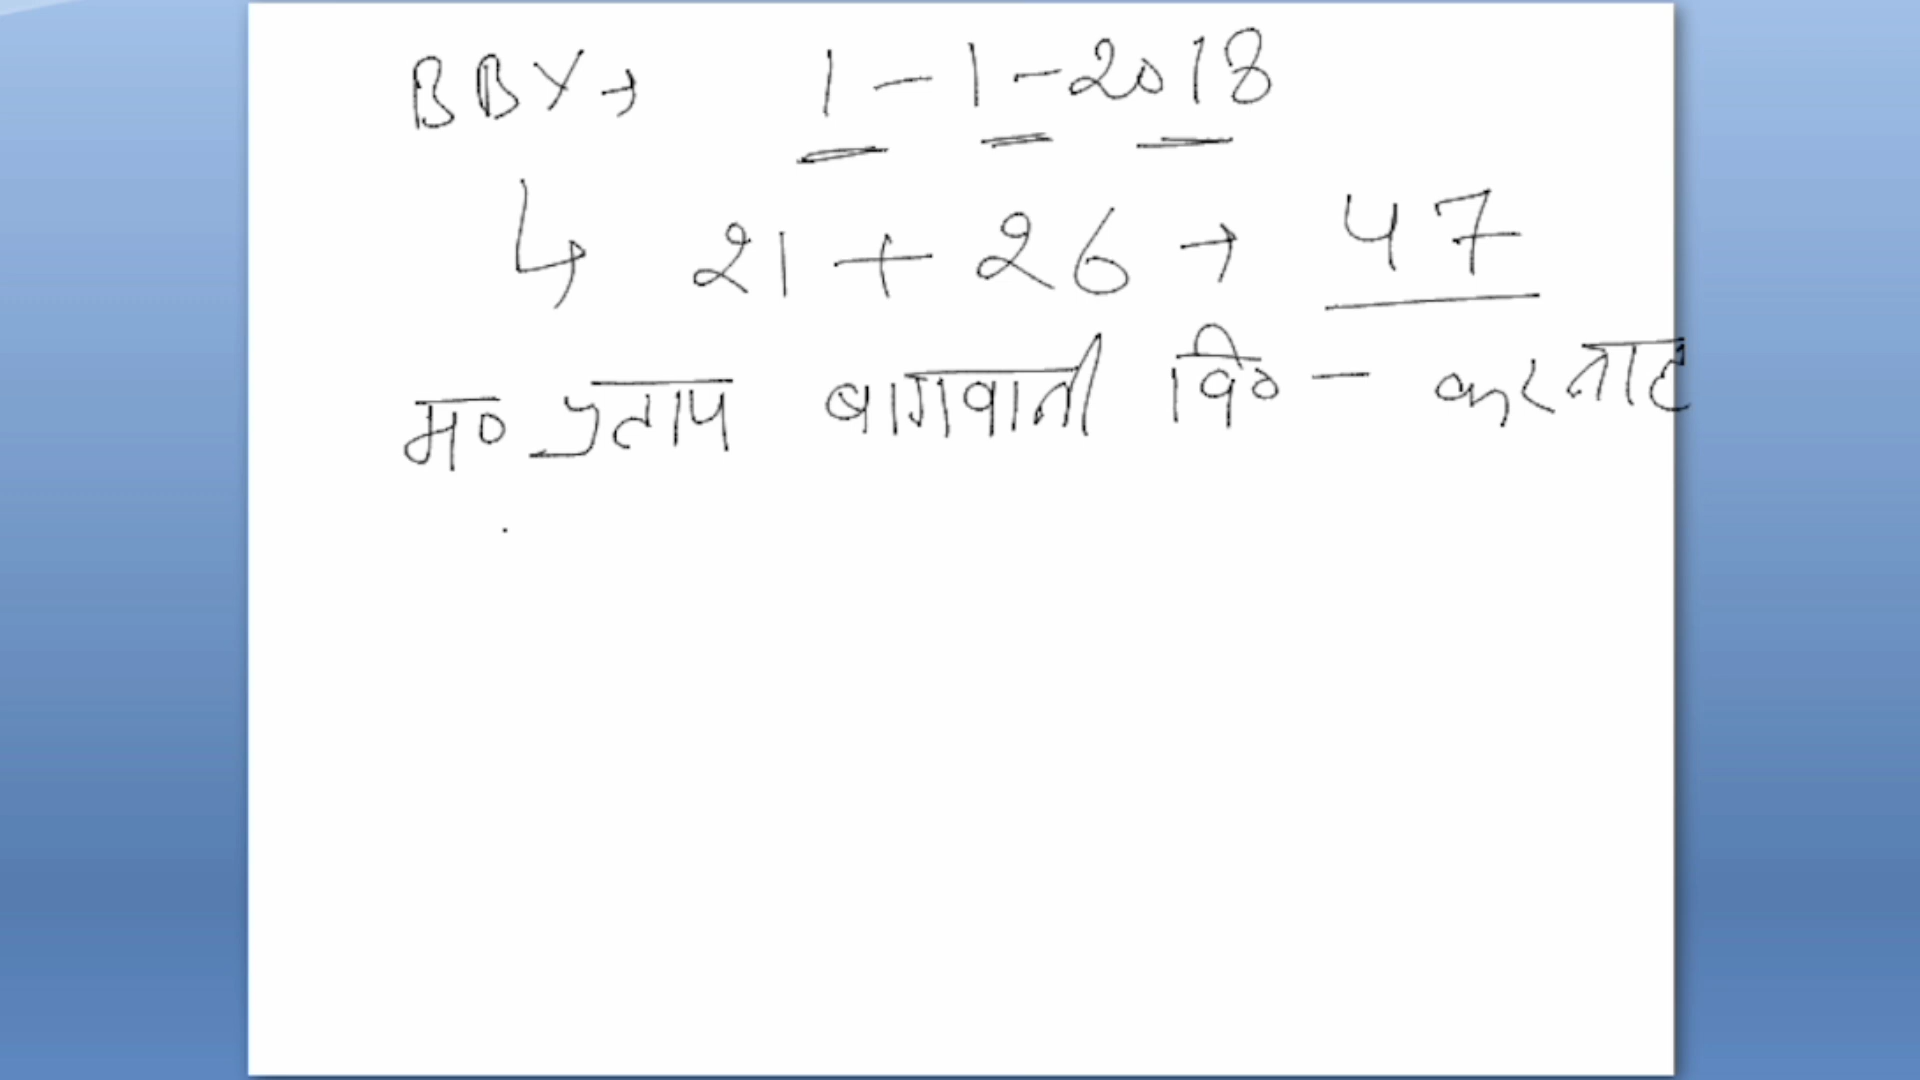 BBY→ 1-1-2018
↳ 21+26→ 47
म० प्रताप बागवानी वि० - करनाल